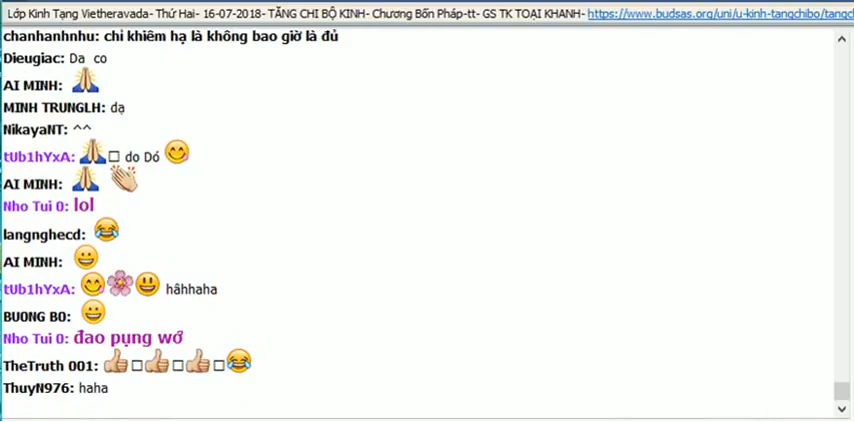 Lớp Kinh Tạng Vietheravada- Thứ Hai- 16-07-2018- TĂNG CHI BỘ KINH- Chương Bốn Pháp-tt- GS TK TOẠI KHANH- https://www.budsas.org/uni/u-kinh-tangchibo/tangc
chanhanhnhu: chỉ khiêm hạ là không bao giờ là đủ
Dieugiac: Da co
AI MINH: 🙏
MINH TRUNGLH: dạ
NikayaNT: ^^
tUb1hYxA: 🙏□ do Dó 😋
AI MINH: 🙏 👏
Nho Tui 0: lol
langnghecd: 😂
AI MINH: 😀
tUb1hYxA: 😋🌸😃 hâhhaha
BUONG BO: 😀
Nho Tui 0: đao pụng wớ
TheTruth 001: 👍□👍□👍□😂
ThuyN976: haha